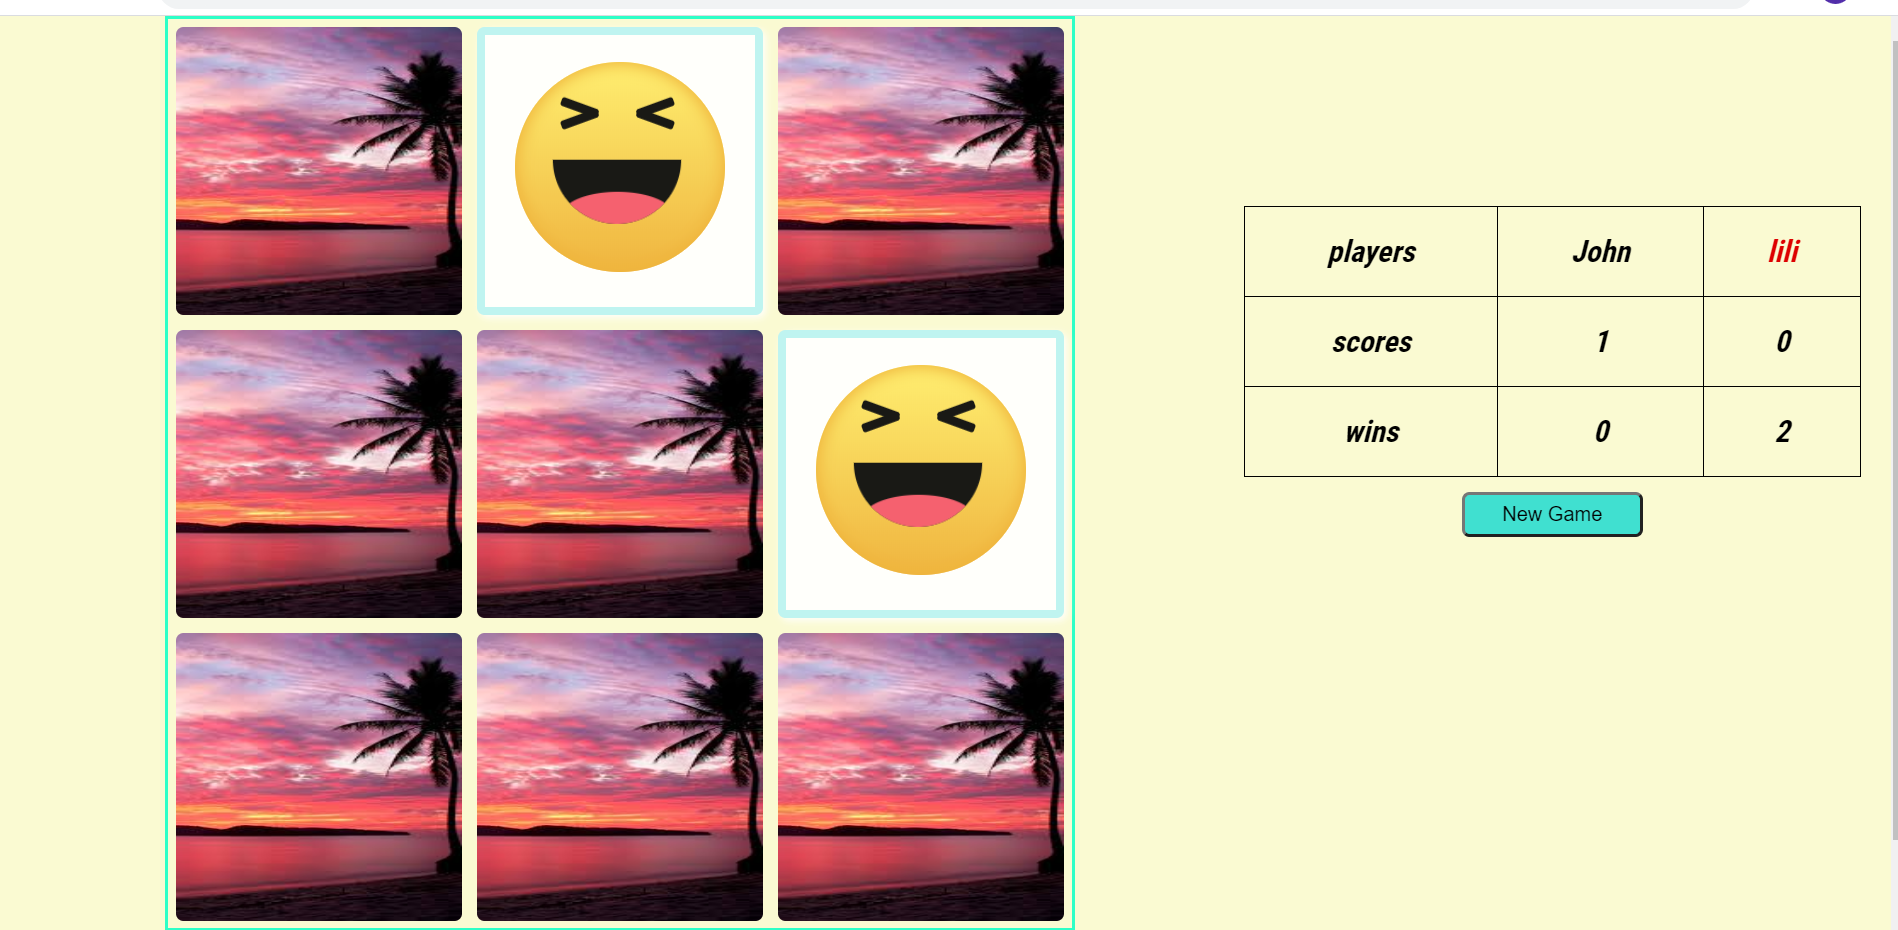 players John lili
scores 1 0
wins 0 2
New Game